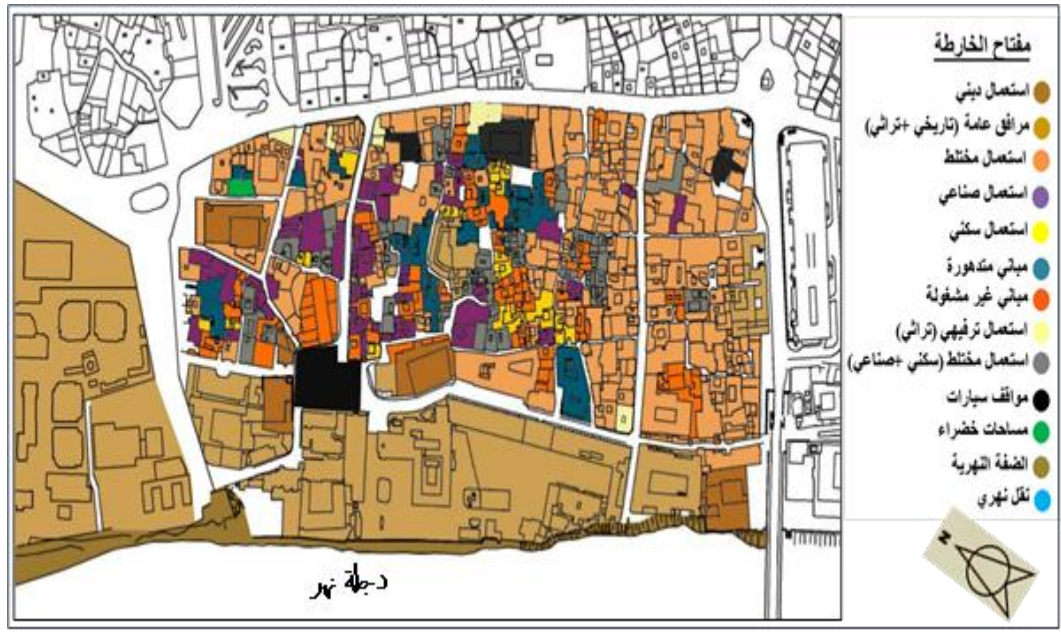 مفتاح الخارطة
استعمال ديني
مرافق عامة (تاريخي +تراثي)
استعمال مختلط
استعمال صناعي
استعمال سكني
مباني متدهورة
مباني غير مشغولة
استعمال ترفيهي (تراثي)
استعمال مختلط (سكني +صناعي)
مواقف سيارات
مساحات خضراء
الضفة النهرية
نقل نهري
N
دجلة نهر